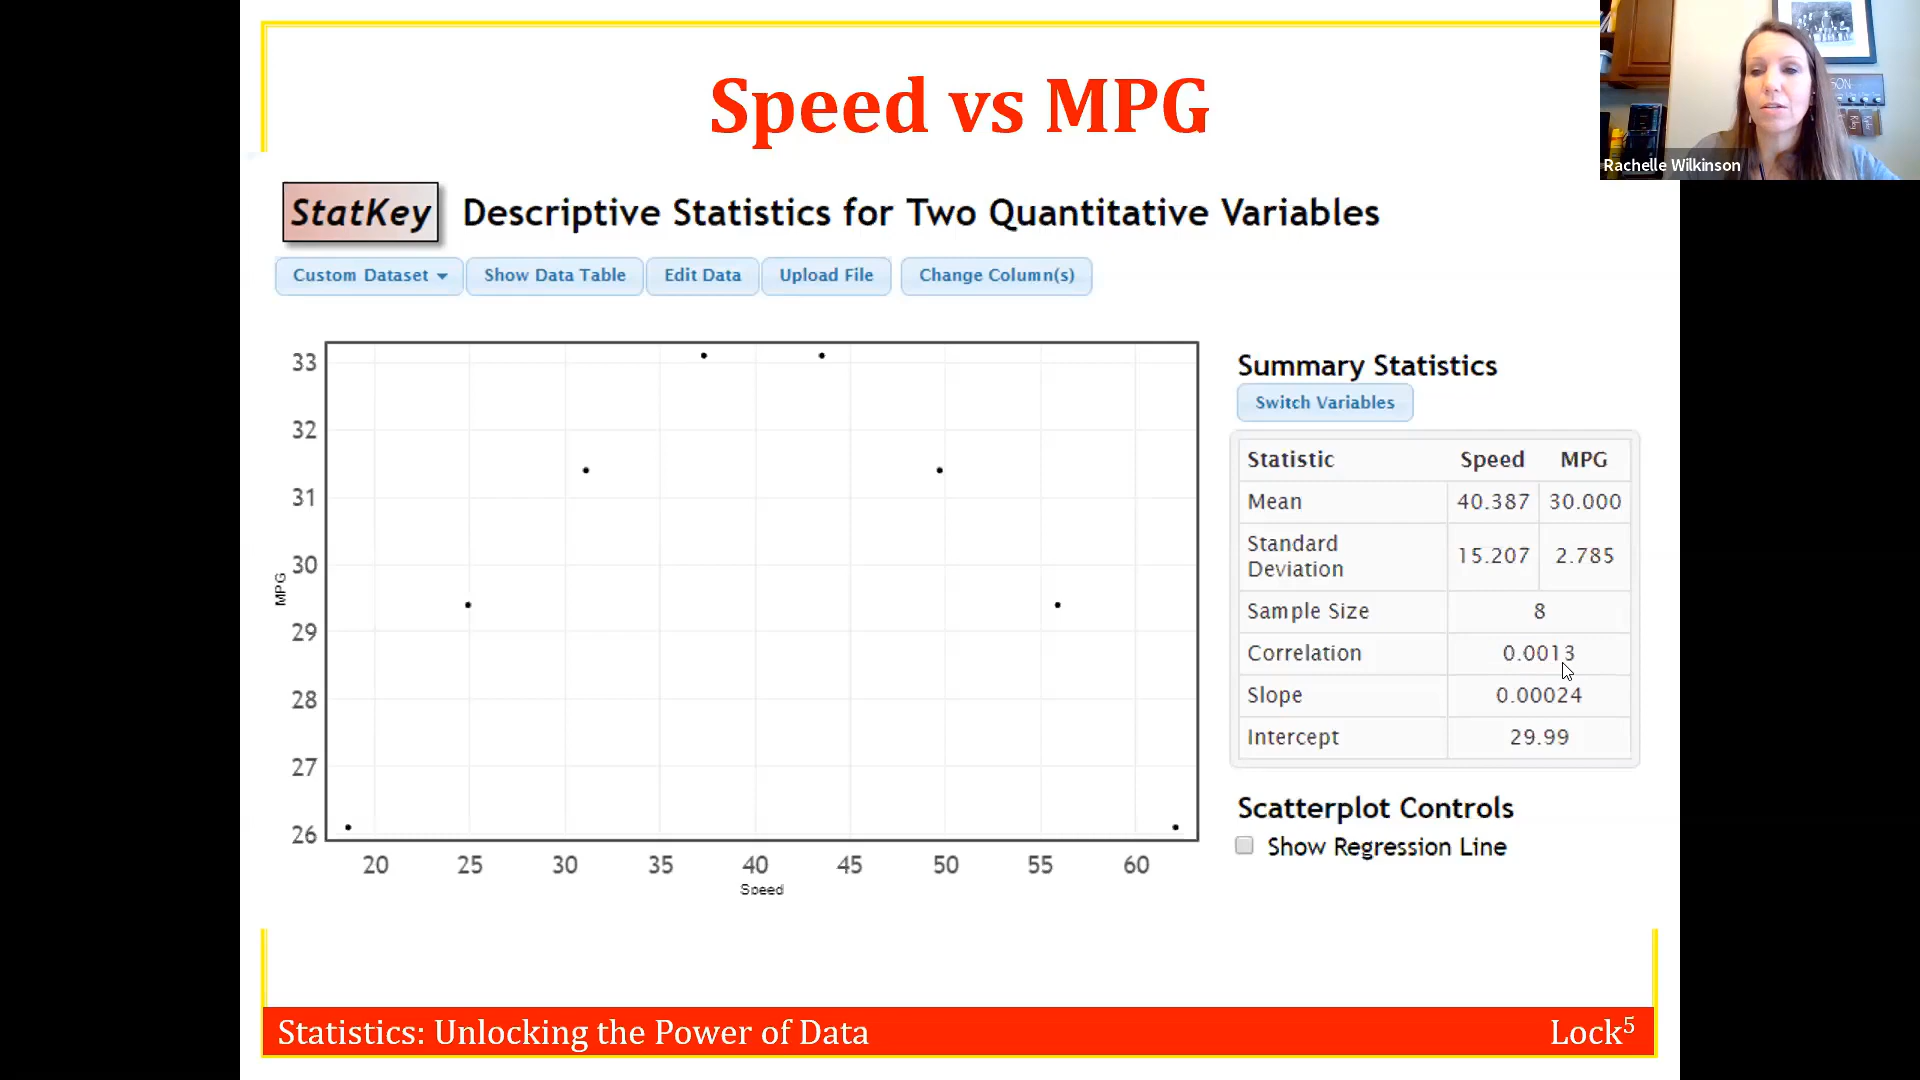 Speed vs MPG
Rachelle Wilkinson
StatKey Descriptive Statistics for Two Quantitative Variables
Custom Dataset Show Data Table Edit Data Upload File Change Column(s)
33
32
31
30
29
28
27
26
MPG
20 25 30 35 40 45 50 55 60
Speed
Summary Statistics
Switch Variables
Statistic Speed MPG
Mean 40.387 30.000
Standard
Deviation 15.207 2.785
Sample Size 8
Correlation 0.0013
Slope 0.00024
Intercept 29.99
Scatterplot Controls
Show Regression Line
Statistics: Unlocking the Power of Data Lock⁵